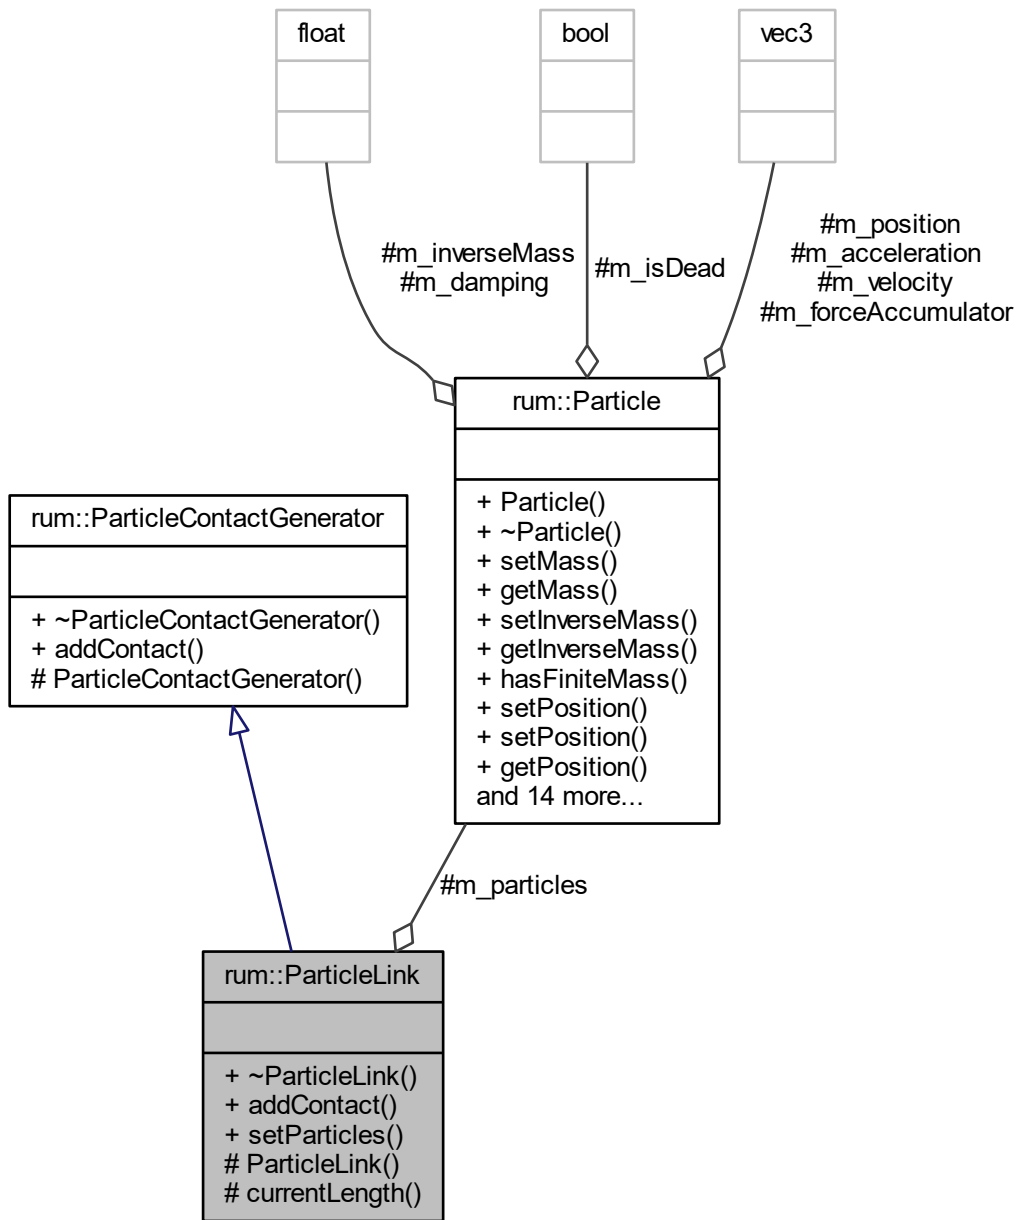 float
bool
vec3
#m_inverseMass
#m_damping
#m_isDead
#m_position
#m_acceleration
#m_velocity
#m_forceAccumulator
rum::Particle
+ Particle()
+ ~Particle()
+ setMass()
+ getMass()
+ setInverseMass()
+ getInverseMass()
+ hasFiniteMass()
+ setPosition()
+ setPosition()
+ getPosition()
and 14 more...
rum::ParticleContactGenerator
+ ~ParticleContactGenerator()
+ addContact()
# ParticleContactGenerator()
#m_particles
rum::ParticleLink
+ ~ParticleLink()
+ addContact()
+ setParticles()
# ParticleLink()
# currentLength()